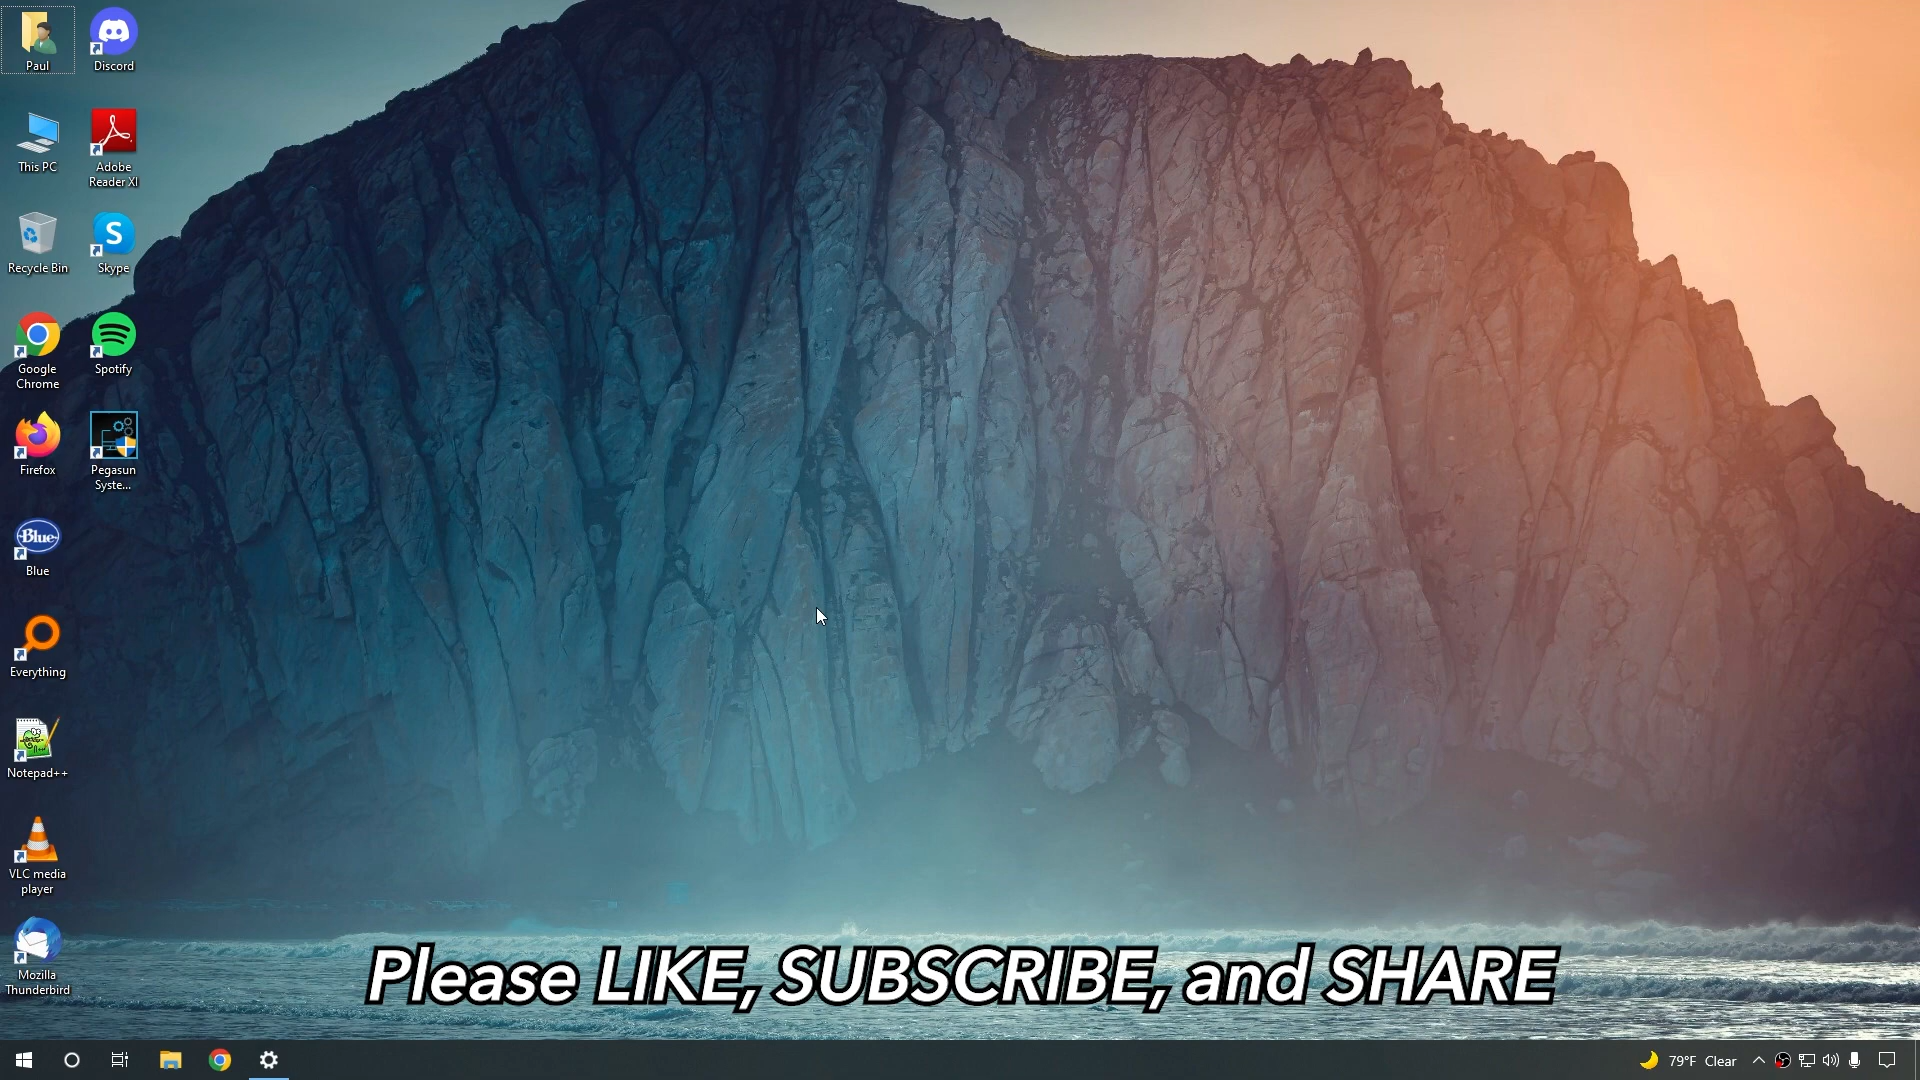 Paul
Discord
This PC
Adobe
Reader XI
Recycle Bin
S
Skype
Google
Chrome
Spotify
Firefox
Pegasun
Syste...
Blue
Blue
Everything
Notepad++
VLC media
player
Mozilla
Thunderbird
Please LIKE, SUBSCRIBE, and SHARE
79°F Clear